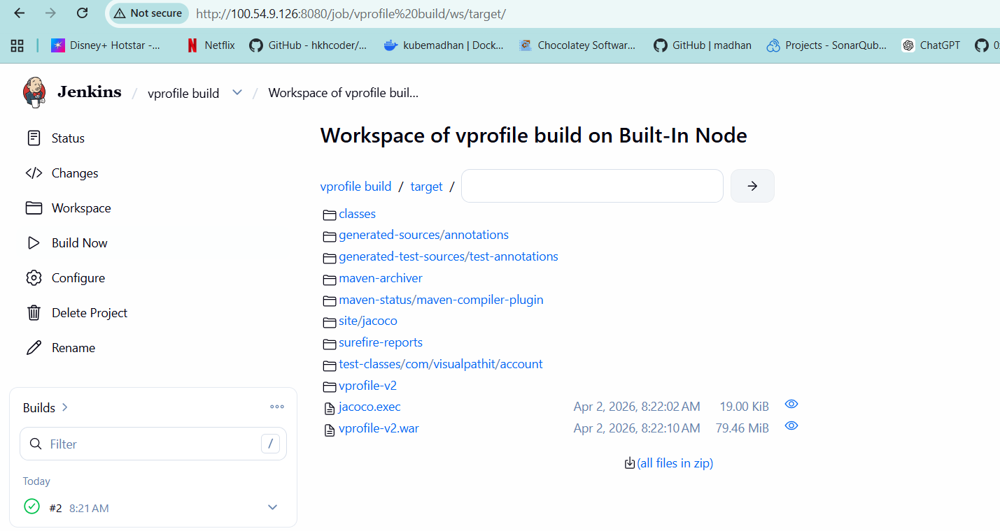 Not secure http://100.54.9.126:8080/job/vprofile%20build/ws/target/
Disney+ Hotstar -... Netflix GitHub - hkhcoder/... kubemadhan | Dock... Chocolatey Softwar... GitHub | madhan Projects - SonarQub... ChatGPT
Jenkins / vprofile build / Workspace of vprofile buil...
Status
Changes
Workspace
Build Now
Configure
Delete Project
Rename
Builds
Filter /
Today
#2 8:21 AM
Workspace of vprofile build on Built-In Node
vprofile build / target /
classes
generated-sources/annotations
generated-test-sources/test-annotations
maven-archiver
maven-status/maven-compiler-plugin
site/jacoco
surefire-reports
test-classes/com/visualpathit/account
vprofile-v2
jacoco.exec Apr 2, 2026, 8:22:02 AM 19.00 KiB
vprofile-v2.war Apr 2, 2026, 8:22:10 AM 79.46 MiB
(all files in zip)